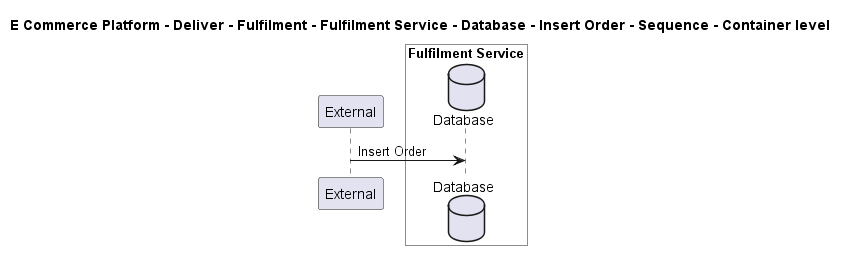 E Commerce Platform - Deliver - Fulfilment - Fulfilment Service - Database - Insert Order - Sequence - Container level
Fulfilment Service
External
Database
Insert Order
External
Database